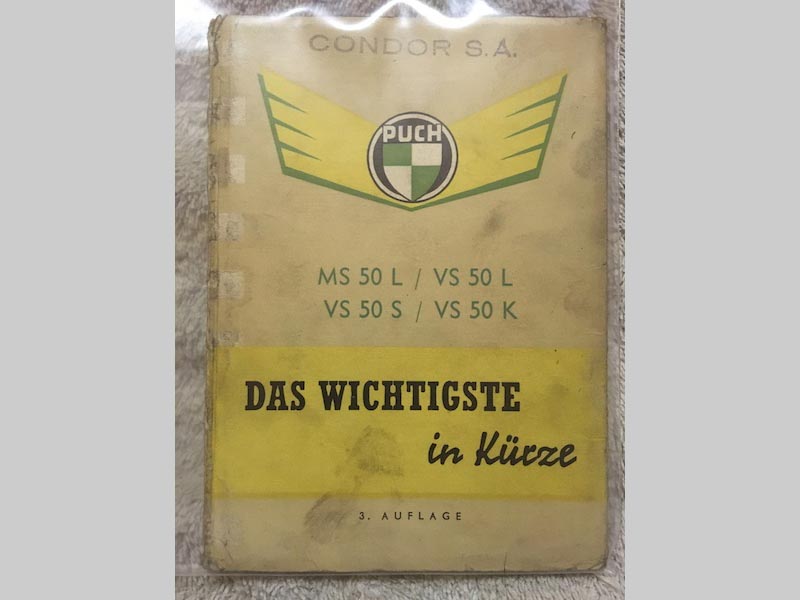 CONDOR S.A.
PUCH
MS 50 L / VS 50 L
VS 50 S / VS 50 K
DAS WICHTIGSTE
in Kürze
3. AUFLAGE